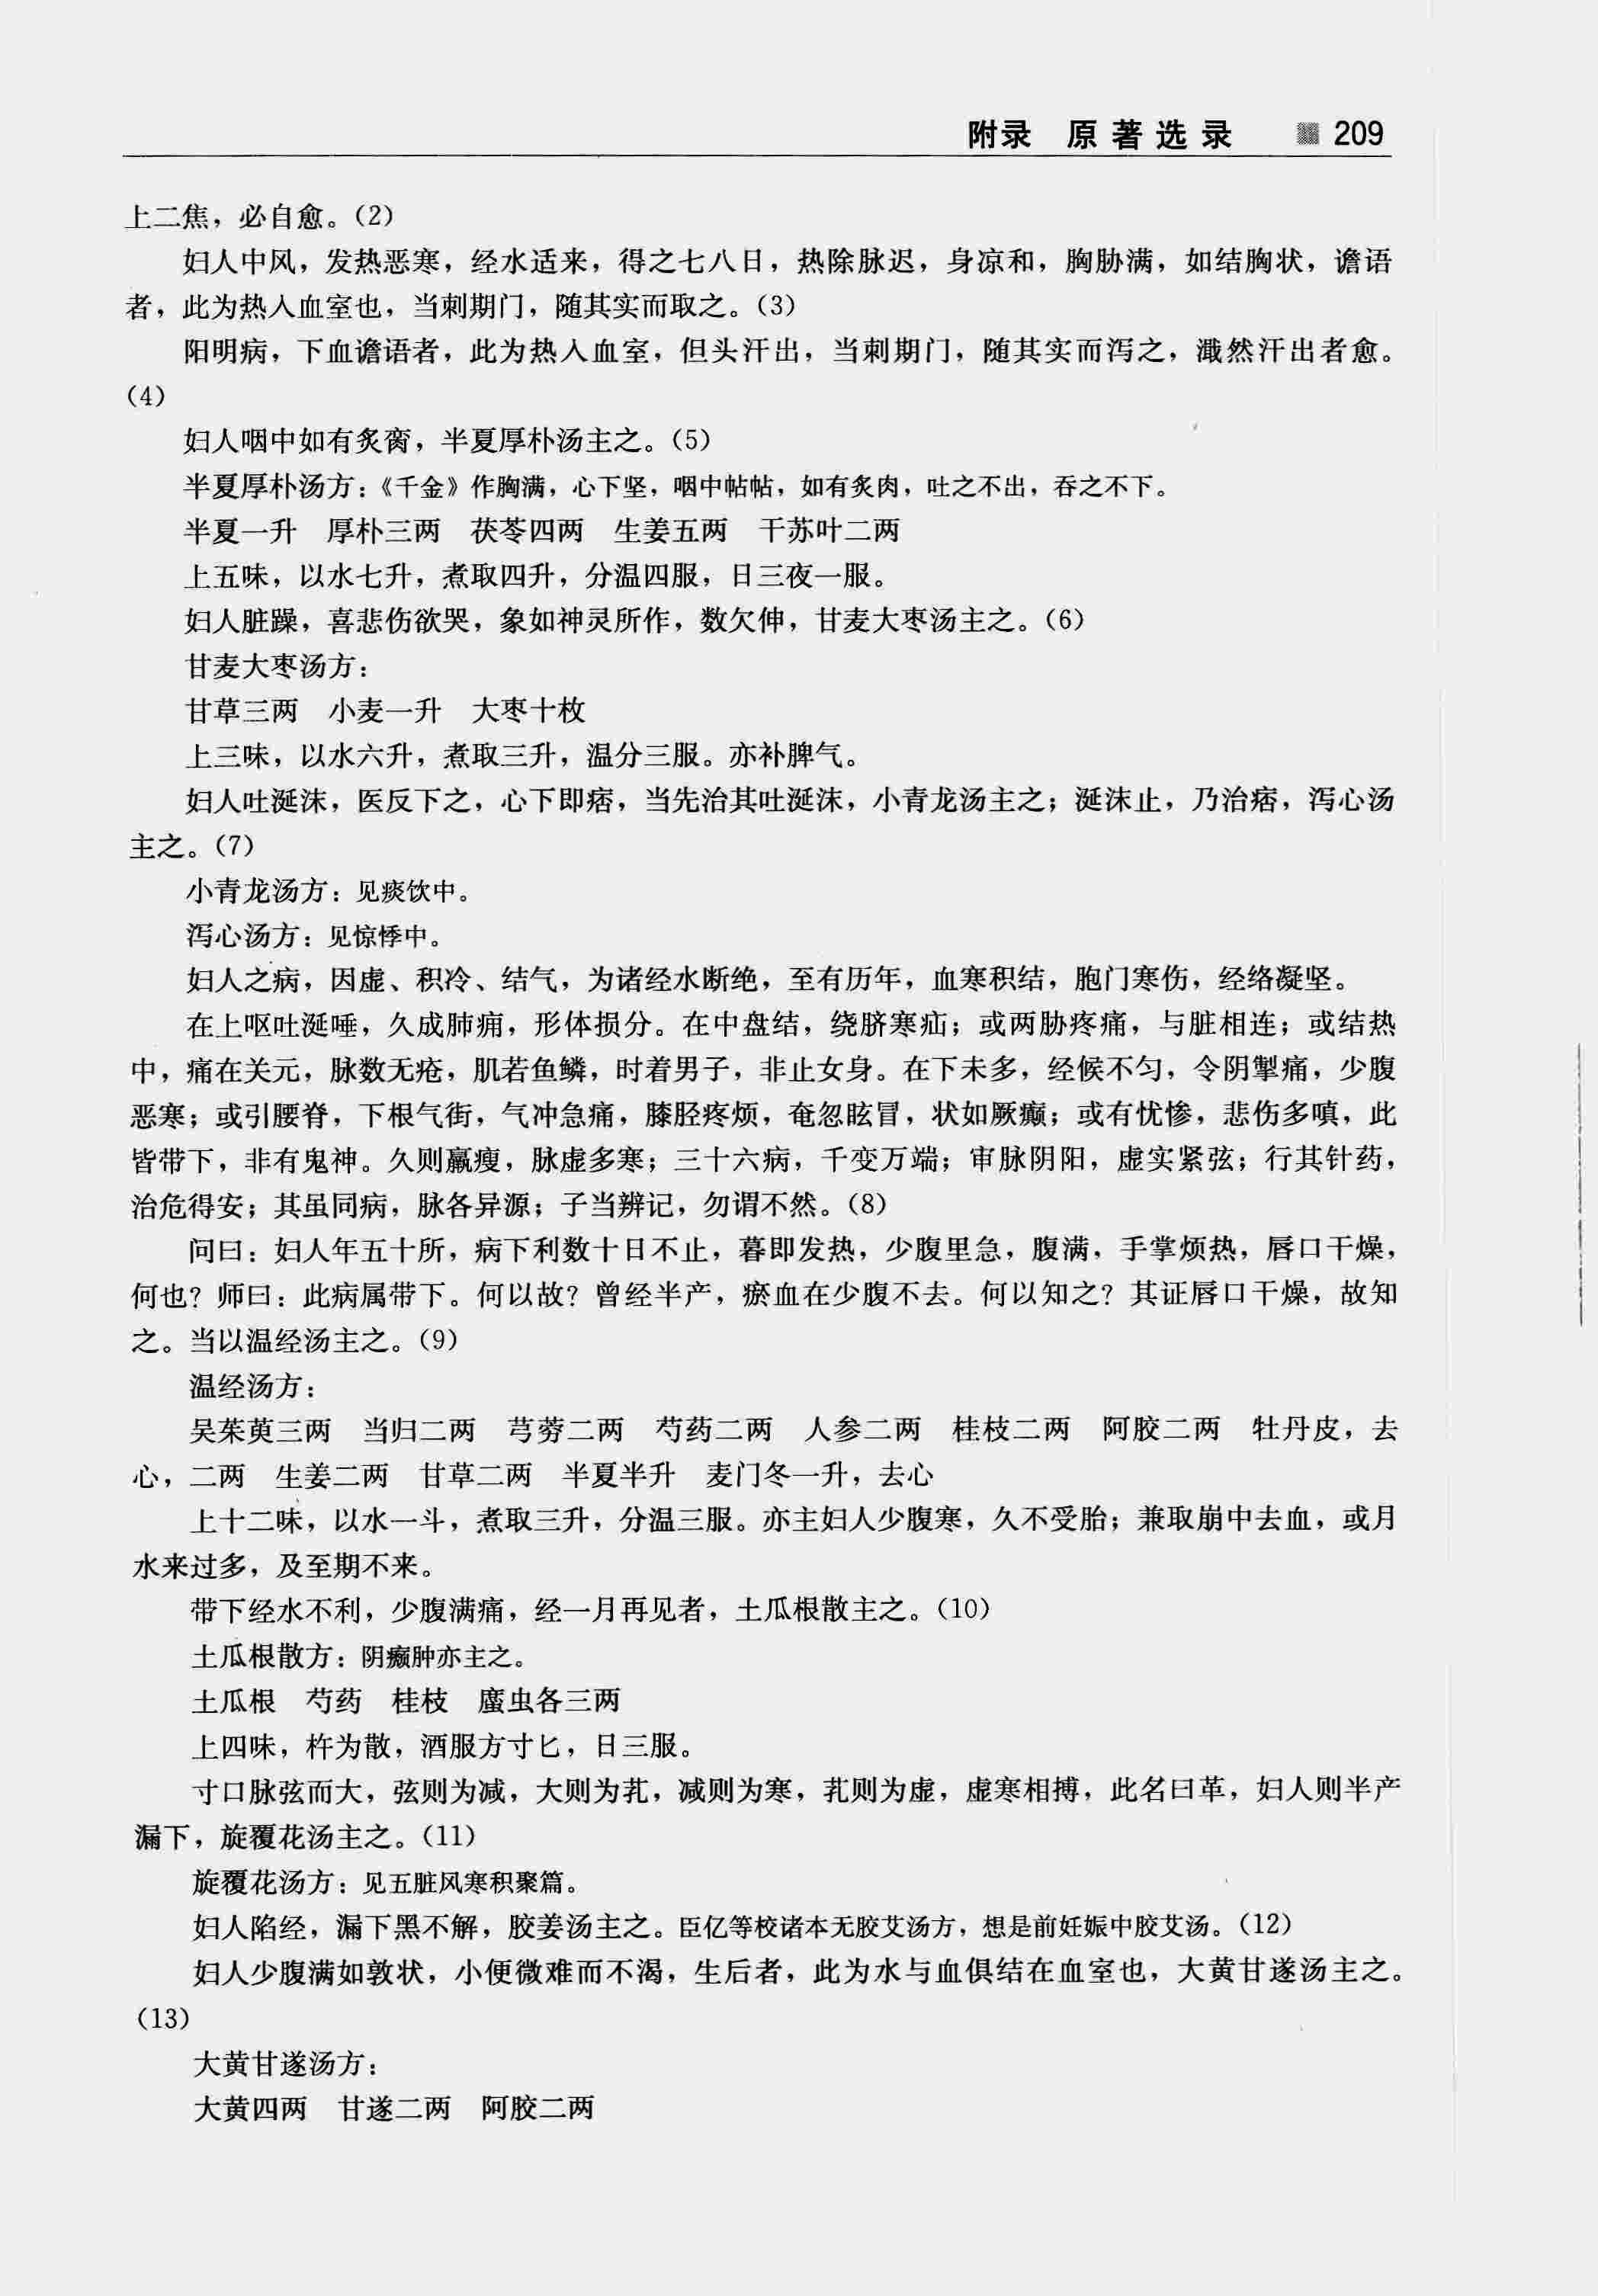 附录 原著选录 209
上二焦，必自愈。（2）
妇人中风，发热恶寒，经水适来，得之七八日，热除脉迟，身凉和，胸胁满，如结胸状，谵语
者，此为热入血室也，当刺期门，随其实而取之。（3）
阳明病，下血谵语者，此为热入血室，但头汗出，当刺期门，随其实而泻之，濈然汗出者愈。
（4）
妇人咽中如有炙脔，半夏厚朴汤主之。（5）
半夏厚朴汤方：《千金》作胸满，心下坚，咽中帖帖，如有炙肉，吐之不出，吞之不下。
半夏一升 厚朴三两 茯苓四两 生姜五两 干苏叶二两
上五味，以水七升，煮取四升，分温四服，日三夜一服。
妇人脏躁，喜悲伤欲哭，象如神灵所作，数欠伸，甘麦大枣汤主之。（6）
甘麦大枣汤方：
甘草三两 小麦一升 大枣十枚
上三味，以水六升，煮取三升，温分三服。亦补脾气。
妇人吐涎沫，医反下之，心下即痞，当先治其吐涎沫，小青龙汤主之；涎沫止，乃治痞，泻心汤
主之。（7）
小青龙汤方：见痰饮中。
泻心汤方：见惊悸中。
妇人之病，因虚、积冷、结气，为诸经水断绝，至有历年，血寒积结，胞门寒伤，经络凝坚。
在上呕吐涎唾，久成肺痈，形体损分。在中盘结，绕脐寒疝；或两胁疼痛，与脏相连；或结热
中，痛在关元，脉数无疮，肌若鱼鳞，时着男子，非止女身。在下未多，经候不匀，令阴掣痛，少腹
恶寒；或引腰脊，下根气街，气冲急痛，膝胫疼烦，奄忽眩冒，状如厥癫；或有忧惨，悲伤多嗔，此
皆带下，非有鬼神。久则羸瘦，脉虚多寒；三十六病，千变万端；审脉阴阳，虚实紧弦；行其针药，
治危得安；其虽同病，脉各异源；子当辨记，勿谓不然。（8）
问曰：妇人年五十所，病下利数十日不止，暮即发热，少腹里急，腹满，手掌烦热，唇口干燥，
何也？师曰：此病属带下。何以故？曾经半产，瘀血在少腹不去。何以知之？其证唇口干燥，故知
之。当以温经汤主之。（9）
温经汤方：
吴茱萸三两 当归二两 芎䓖二两 芍药二两 人参二两 桂枝二两 阿胶二两 牡丹皮，去
心，二两 生姜二两 甘草二两 半夏半升 麦门冬一升，去心
上十二味，以水一斗，煮取三升，分温三服。亦主妇人少腹寒，久不受胎；兼取崩中去血，或月
水来过多，及至期不来。
带下经水不利，少腹满痛，经一月再见者，土瓜根散主之。（10）
土瓜根散方：阴癞肿亦主之。
土瓜根 芍药 桂枝 䗪虫各三两
上四味，杵为散，酒服方寸匕，日三服。
寸口脉弦而大，弦则为减，大则为芤，减则为寒，芤则为虚，虚寒相搏，此名曰革，妇人则半产
漏下，旋覆花汤主之。（11）
旋覆花汤方：见五脏风寒积聚篇。
妇人陷经，漏下黑不解，胶姜汤主之。臣亿等校诸本无胶艾汤方，想是前妊娠中胶艾汤。（12）
妇人少腹满如敦状，小便微难而不渴，生后者，此为水与血俱结在血室也，大黄甘遂汤主之。
（13）
大黄甘遂汤方：
大黄四两 甘遂二两 阿胶二两